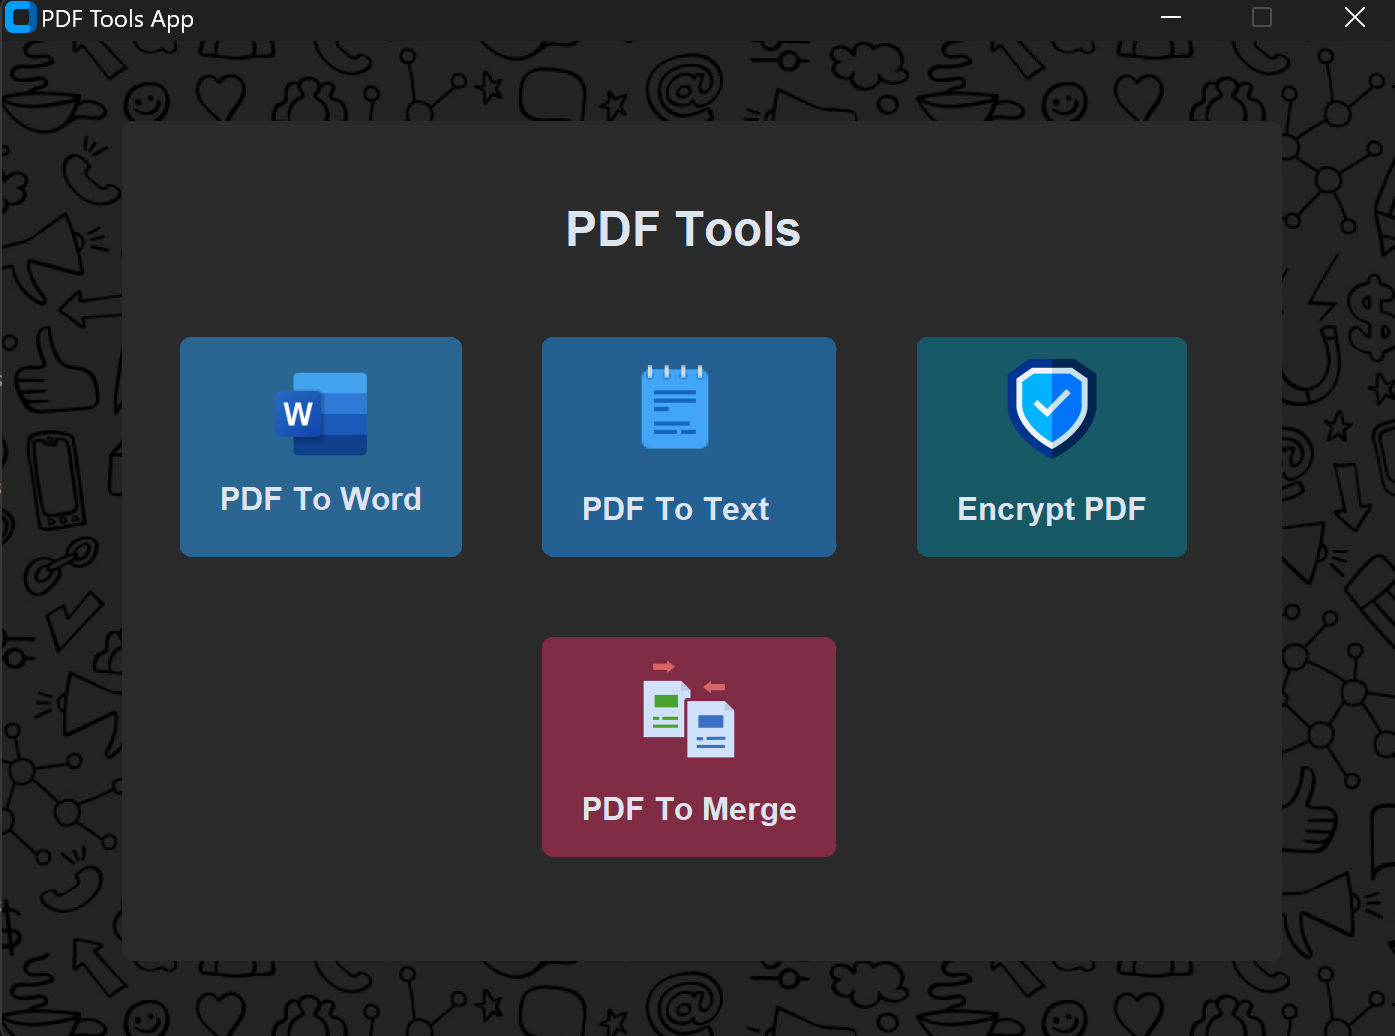 PDF Tools App
PDF Tools
W
PDF To Word
PDF To Text
Encrypt PDF
PDF To Merge